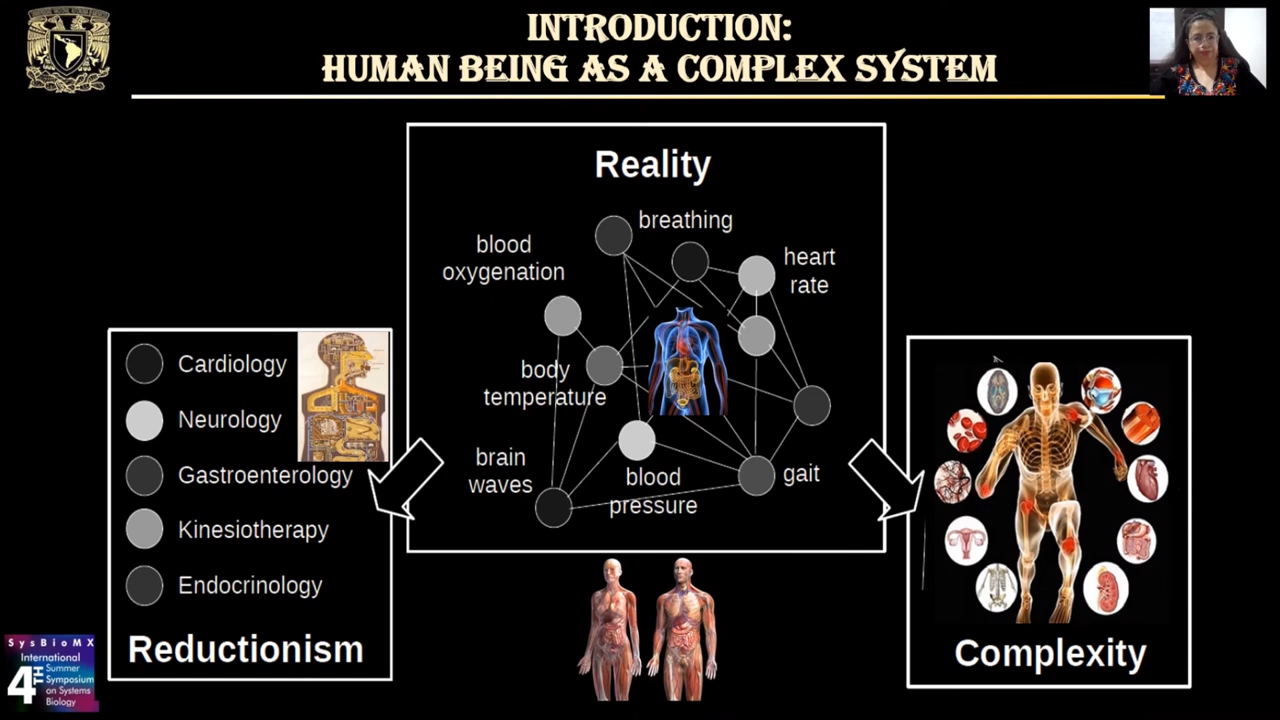 INTRODUCTION:
HUMAN BEING AS A COMPLEX SYSTEM
Reality
breathing
blood
oxygenation
heart
rate
body
temperature
brain
waves
blood
pressure
gait
Cardiology
Neurology
Gastroenterology
Kinesiotherapy
Endocrinology
Reductionism
Complexity
SysBioMX
International
4TH
Summer
Symposium
on Systems
Biology